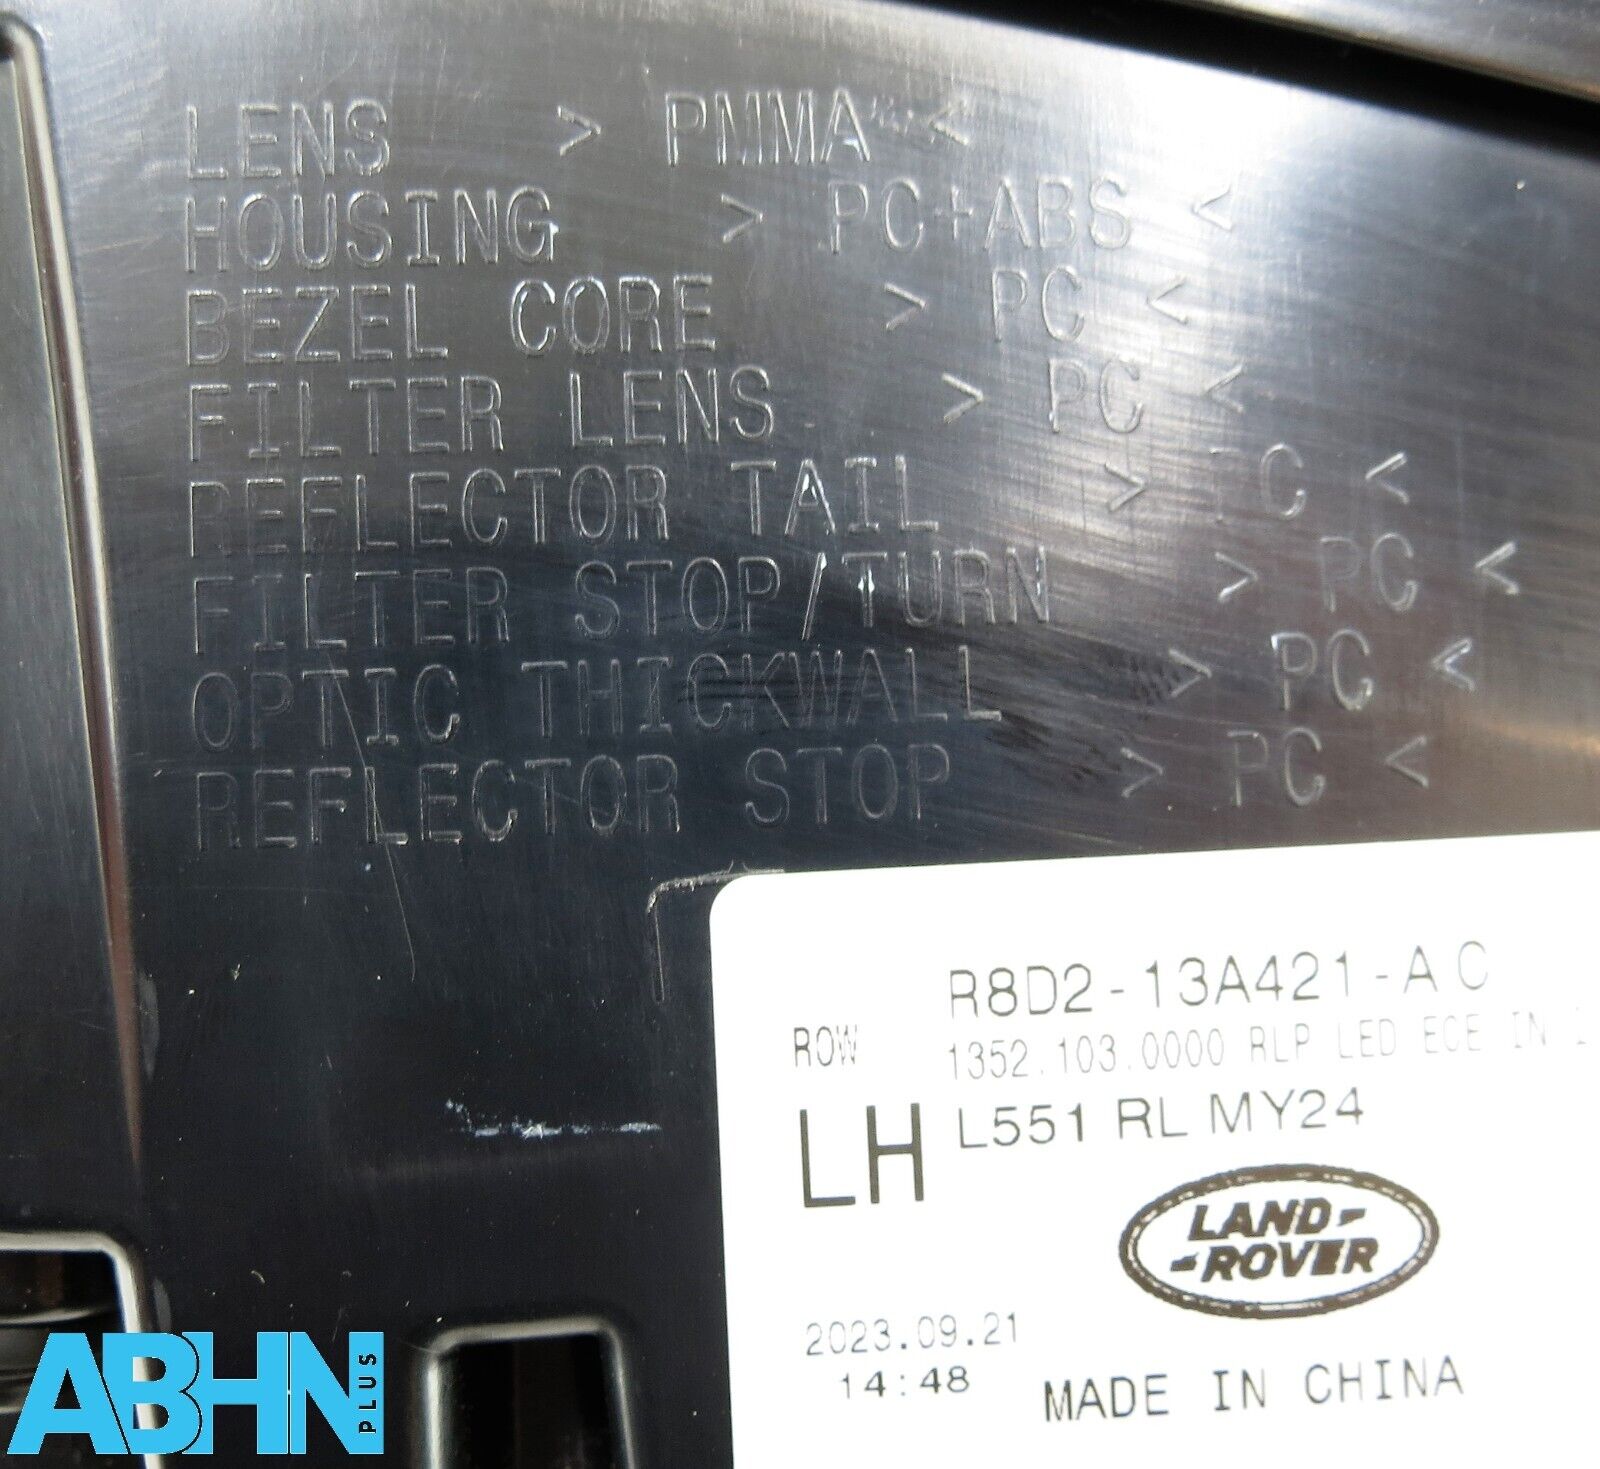 LENS > PMMA <
HOUSING > PC+ABS <
BEZEL CORE > PC <
FILTER LENS > PC <
REFLECTOR TAIL > PC <
FILTER STOP/TURN > PC <
OPTIC THICKWALL > PC <
REFLECTOR STOP > PC <
R8D2-13A421-AC
ROW 1352.103.0000 RLP LED ECE IN
LH L551 RL MY24
LAND-
-ROVER
2023.09.21
14:48 MADE IN CHINA
ABHN PLUS